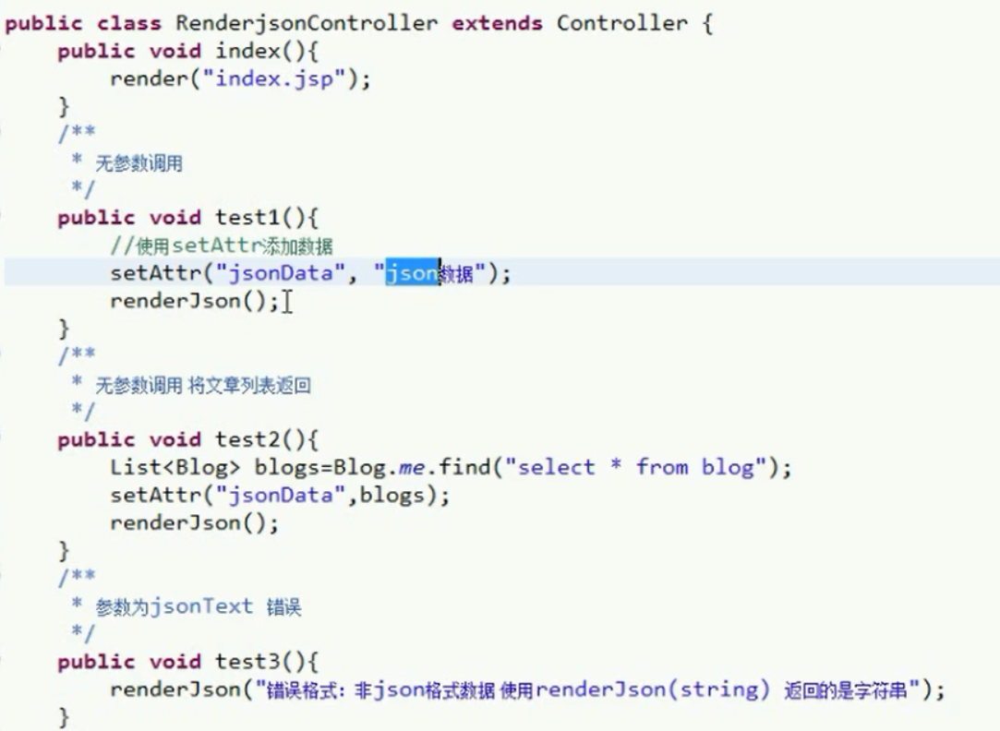 public class RenderjsonController extends Controller {
    public void index(){
        render("index.jsp");
    }
    /**
     * 无参数调用
     */
    public void test1(){
        //使用setAttr添加数据
        setAttr("jsonData", "json数据");
        renderJson();
    }
    /**
     * 无参数调用 将文章列表返回
     */
    public void test2(){
        List<Blog> blogs=Blog.me.find("select * from blog");
        setAttr("jsonData",blogs);
        renderJson();
    }
    /**
     * 参数为jsonText 错误
     */
    public void test3(){
        renderJson("错误格式：非json格式数据 使用renderJson(string) 返回的是字符串");
    }